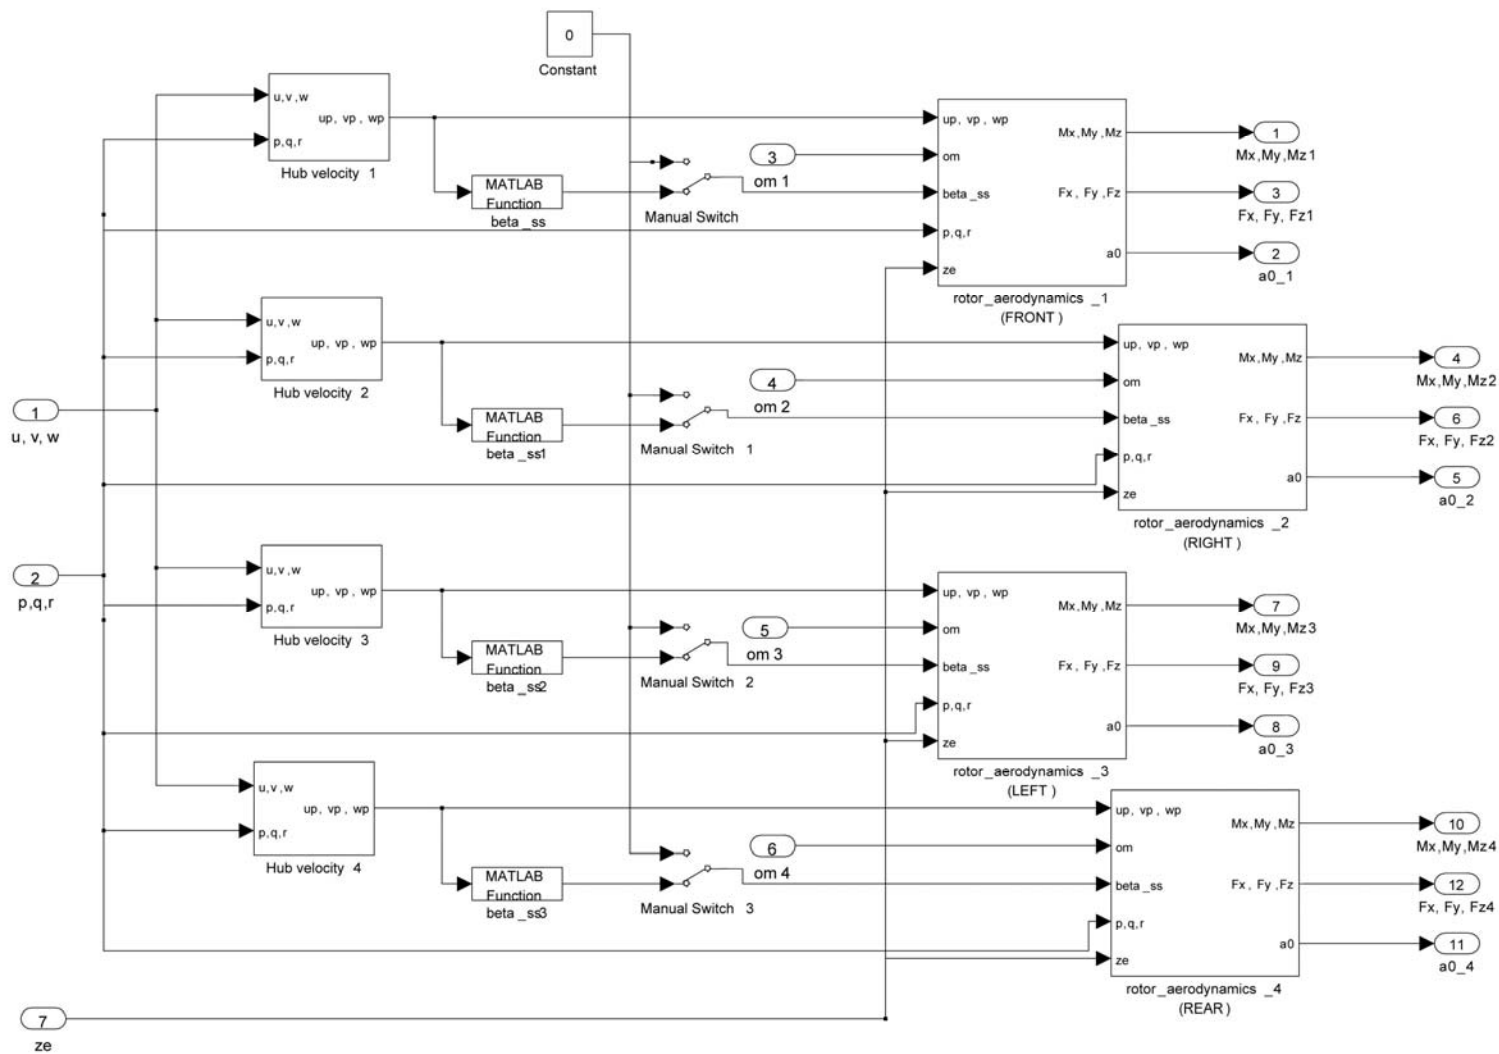 0
Constant
u,v,w
p,q,r
up, vp, wp
Hub velocity 1
MATLAB
Function
beta_ss
Manual Switch
3
om 1
up, vp, wp
om
beta_ss
p,q,r
ze
Mx,My,Mz
Fx, Fy,Fz
a0
rotor_aerodynamics_1
(FRONT)
1
Mx,My,Mz1
3
Fx, Fy, Fz1
2
a0_1
u,v,w
p,q,r
up, vp, wp
Hub velocity 2
MATLAB
Function
beta_ss1
Manual Switch 1
4
om 2
up, vp, wp
om
beta_ss
p,q,r
ze
Mx,My,Mz
Fx, Fy,Fz
a0
rotor_aerodynamics_2
(RIGHT)
4
Mx,My,Mz2
6
Fx, Fy, Fz2
5
a0_2
1
u, v, w
2
p,q,r
u,v,w
p,q,r
up, vp, wp
Hub velocity 3
MATLAB
Function
beta_ss2
Manual Switch 2
5
om 3
up, vp, wp
om
beta_ss
p,q,r
ze
Mx,My,Mz
Fx, Fy,Fz
a0
rotor_aerodynamics_3
(LEFT)
7
Mx,My,Mz3
9
Fx, Fy, Fz3
8
a0_3
u,v,w
p,q,r
up, vp, wp
Hub velocity 4
MATLAB
Function
beta_ss3
Manual Switch 3
6
om 4
up, vp, wp
om
beta_ss
p,q,r
ze
Mx,My,Mz
Fx, Fy,Fz
a0
rotor_aerodynamics_4
(REAR)
10
Mx,My,Mz4
12
Fx, Fy, Fz4
11
a0_4
7
ze